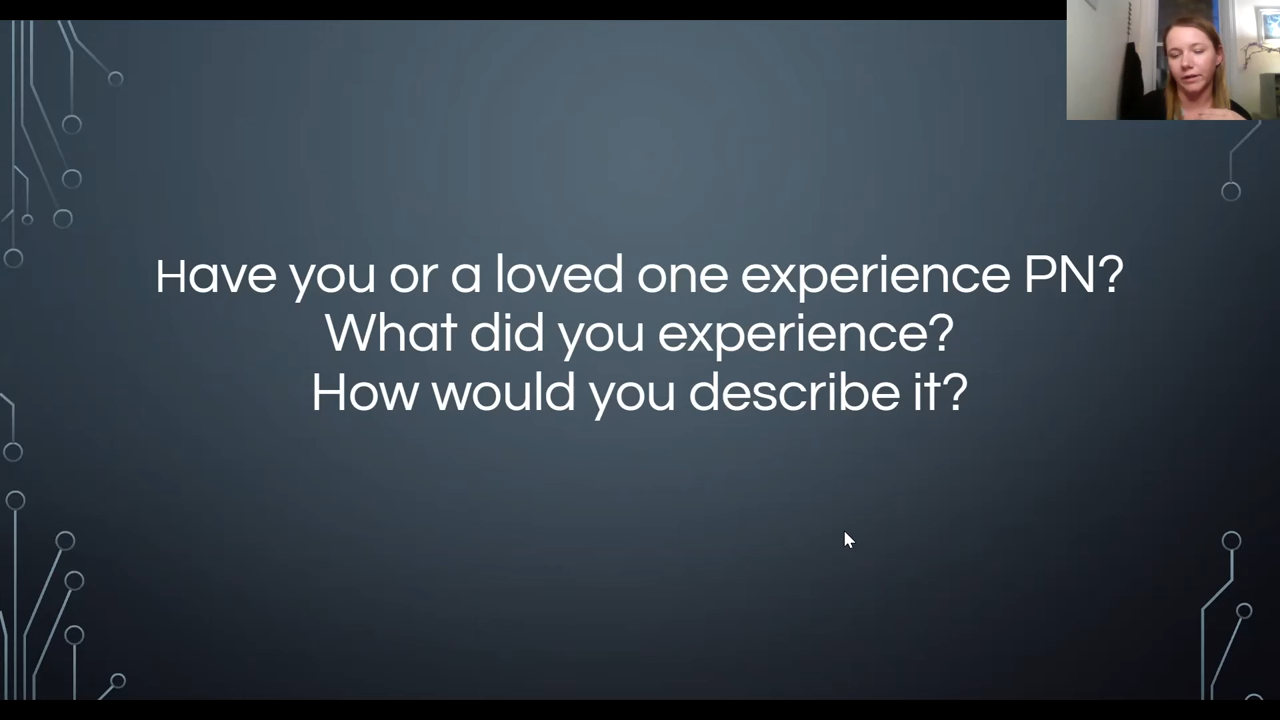 Have you or a loved one experience PN?
What did you experience?
How would you describe it?